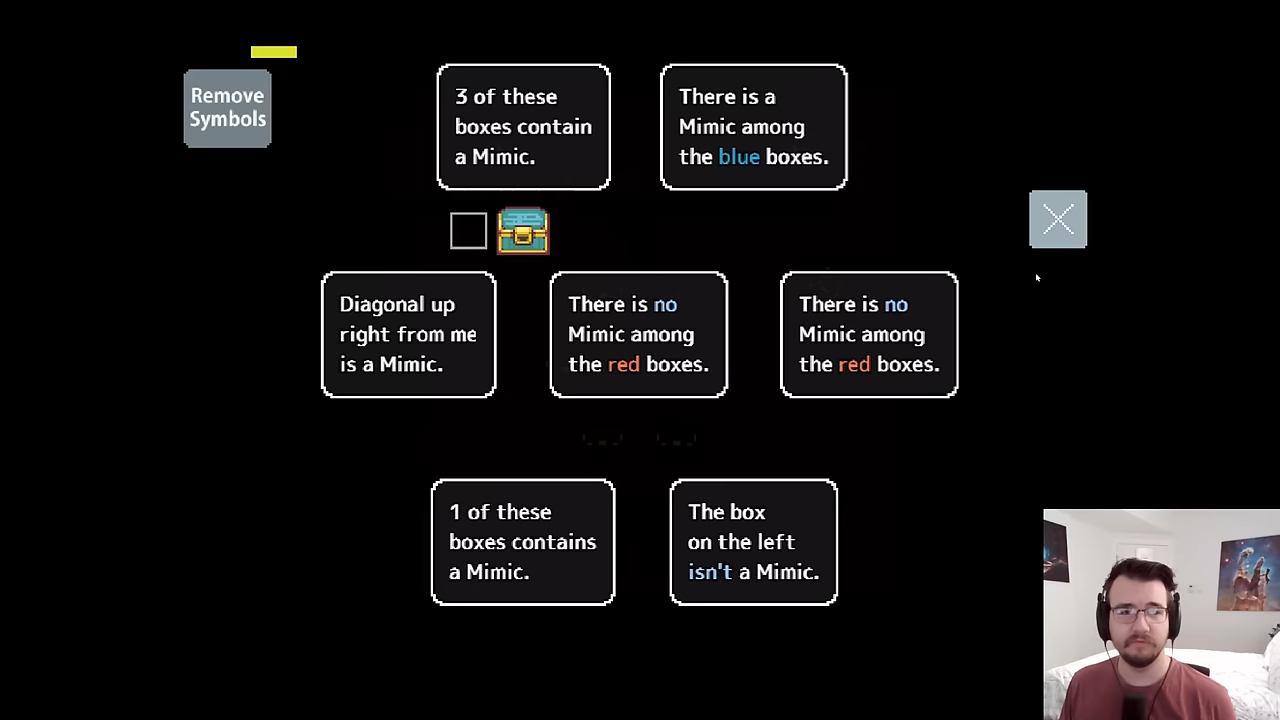 Remove
Symbols
3 of these
boxes contain
a Mimic.
There is a
Mimic among
the blue boxes.
Diagonal up
right from me
is a Mimic.
There is no
Mimic among
the red boxes.
There is no
Mimic among
the red boxes.
1 of these
boxes contains
a Mimic.
The box
on the left
isn't a Mimic.